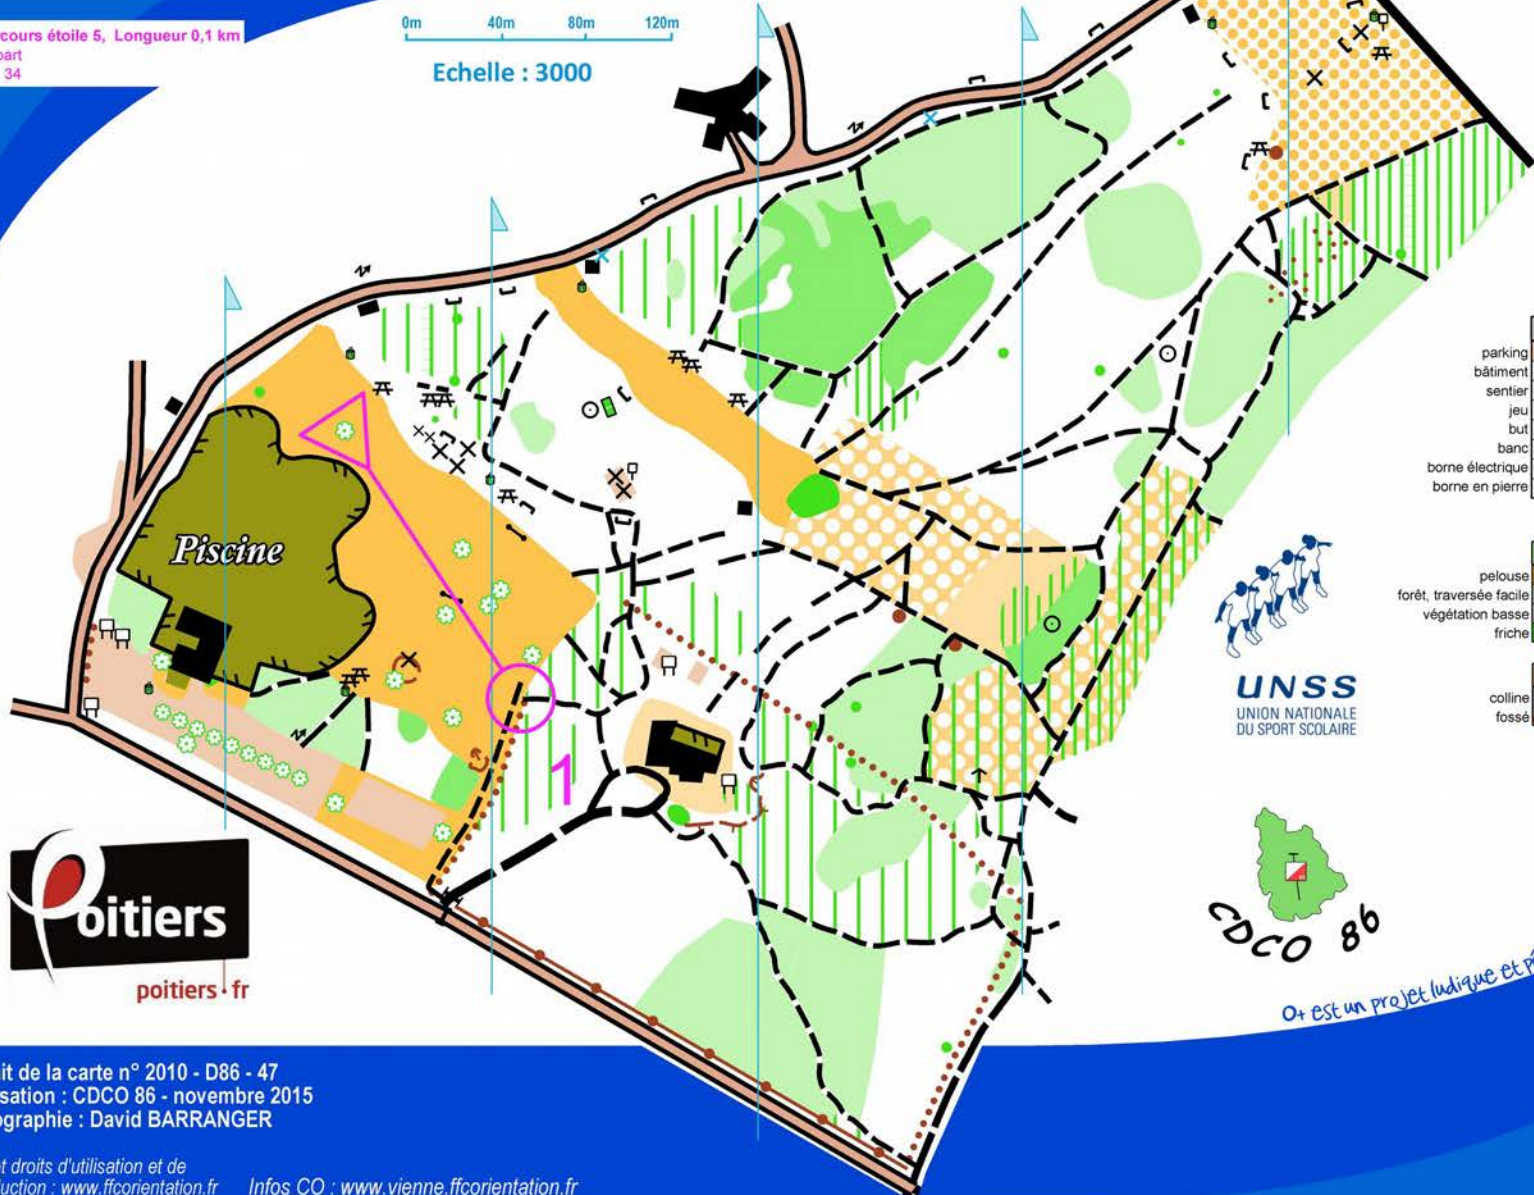 cours étoile 5, Longueur 0,1 km
part
34
0m 40m 80m 120m
Echelle : 3000
Piscine
1
parking
bâtiment
sentier
jeu
but
banc
borne électrique
borne en pierre
pelouse
forêt, traversée facile
végétation basse
friche
colline
fossé
UNSS
UNION NATIONALE
DU SPORT SCOLAIRE
CDCO 86
O+ est un projet ludique et
Poitiers
poitiers.fr
it de la carte n° 2010 - D86 - 47
sation : CDCO 86 - novembre 2015
ographie : David BARRANGER
t droits d'utilisation et de
uction : www.ffcorientation.fr Infos CO : www.vienne.ffcorientation.fr